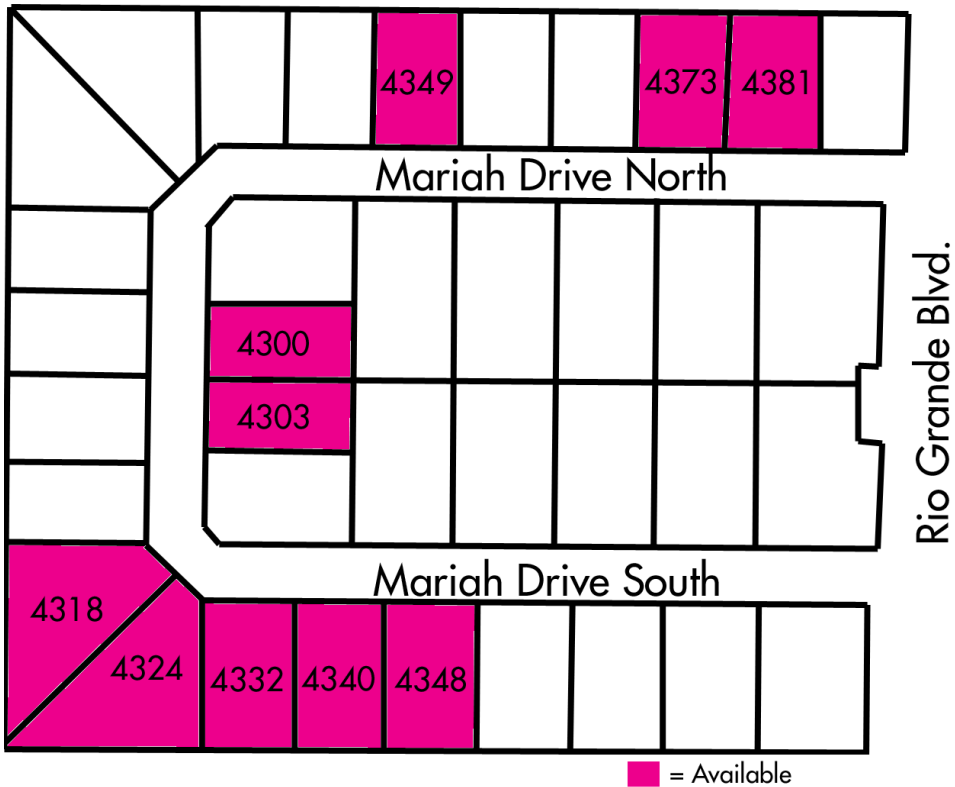 4349
4373
4381
Mariah Drive North
4300
4303
Rio Grande Blvd.
Mariah Drive South
4318
4324
4332
4340
4348
= Available